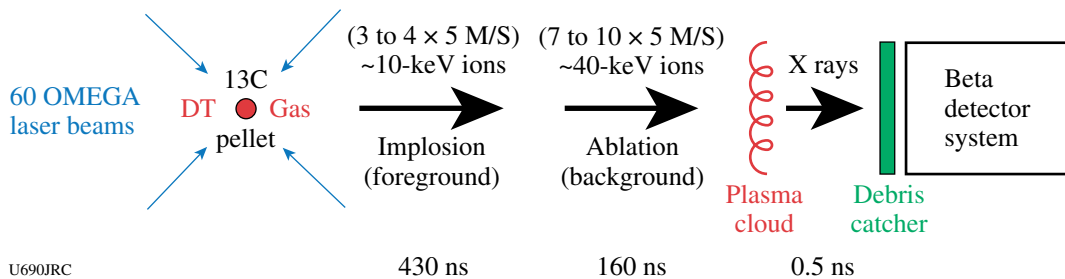 60 OMEGA
laser beams
13C
DT Gas
pellet
(3 to 4 × 5 M/S)
~10-keV ions
Implosion
(foreground)
430 ns
(7 to 10 × 5 M/S)
~40-keV ions
Ablation
(background)
160 ns
Plasma
cloud
X rays
0.5 ns
Debris
catcher
Beta
detector
system
U690JRC